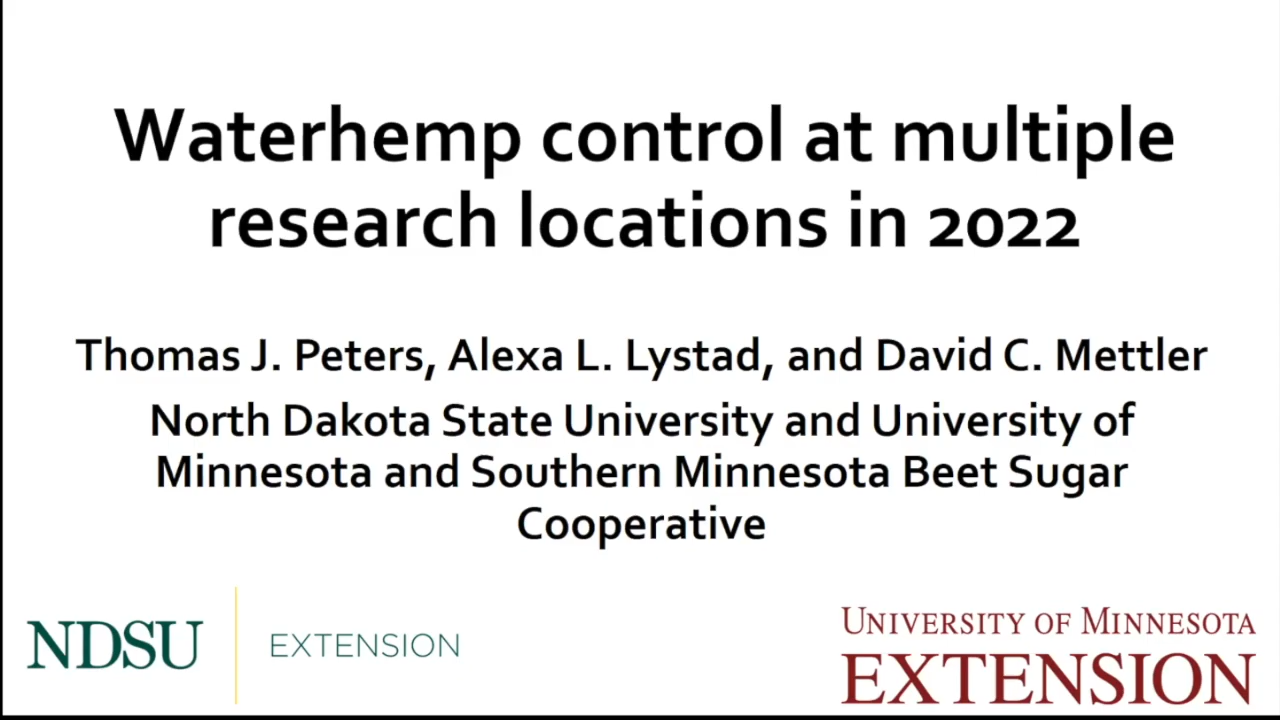 Waterhemp control at multiple
research locations in 2022
Thomas J. Peters, Alexa L. Lystad, and David C. Mettler
North Dakota State University and University of
Minnesota and Southern Minnesota Beet Sugar
Cooperative
NDSU EXTENSION
UNIVERSITY OF MINNESOTA
EXTENSION